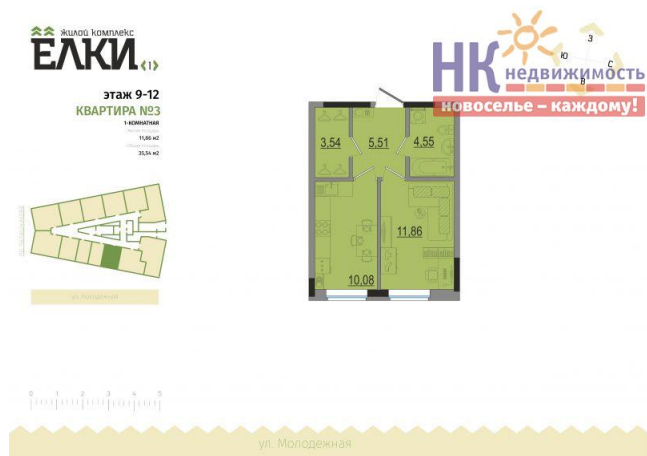 жилой комплекс
ЁЛКИ <1>
этаж 9-12
КВАРТИРА №3
1-КОМНАТНАЯ
11,86 м2
35,54 м2
ул. Молодежная
НК недвижимость
новоселье – каждому!
З
Ю
С
В
3,54
5,51
4,55
11,86
10,08
0 1 2 3 4 5
ул. Молодежная